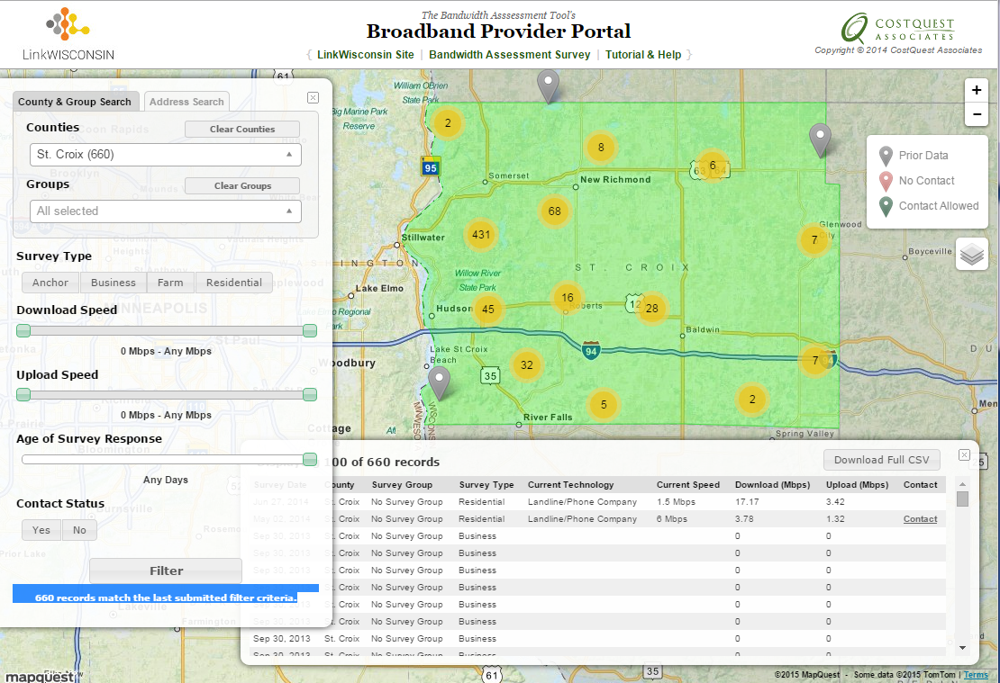 The Bandwidth Asssessment Tool's
Broadband Provider Portal
{ LinkWisconsin Site | Bandwidth Assessment Survey | Tutorial & Help }
LinkWISCONSIN
COSTQUEST
ASSOCIATES
Copyright © 2014 CostQuest Associates
County & Group Search
Address Search
Counties
Clear Counties
St. Croix (660)
Groups
Clear Groups
All selected
Survey Type
Anchor Business Farm Residential
Download Speed
0 Mbps - Any Mbps
Upload Speed
0 Mbps - Any Mbps
Age of Survey Response
Any Days
Contact Status
Yes No
Filter
660 records match the last submitted filter criteria.
+
−
Prior Data
No Contact
Contact Allowed
61
William O'Brien
State Park
Big Marine Park
Reserve
2
8
6
95
63
Somerset
New Richmond
68
431
7
Glenwood
Stillwater
Boyceville
ST. CROIX
Willow River
State Park
Lake Elmo
Hudson
45
16
Roberts
12
28
Baldwin
94
Lake St Croix
Beach
32
35
7
5
2
River Falls
Spring Valley
WISCONS
Cottage
Woodbury
100 of 660 records
Download Full CSV
Survey Date County Survey Group Survey Type Current Technology Current Speed Download (Mbps) Upload (Mbps) Contact
Jun 27, 2014 St. Croix No Survey Group Residential Landline/Phone Company 1.5 Mbps 17.17 3.42
May 02, 2014 St. Croix No Survey Group Residential Landline/Phone Company 6 Mbps 3.78 1.32 Contact
Sep 30, 2013 St. Croix No Survey Group Business 0 0
Sep 30, 2013 St. Croix No Survey Group Business 0 0
Sep 30, 2013 St. Croix No Survey Group Business 0 0
Sep 30, 2013 St. Croix No Survey Group Business 0 0
Sep 30, 2013 St. Croix No Survey Group Business 0 0
Sep 30, 2013 St. Croix No Survey Group Business 0 0
Sep 30, 2013 St. Croix No Survey Group Business 0 0
Sep 30, 2013 St. Croix No Survey Group Business 0 0
mapquest
61
35
©2015 MapQuest - Some data ©2015 TomTom | Terms